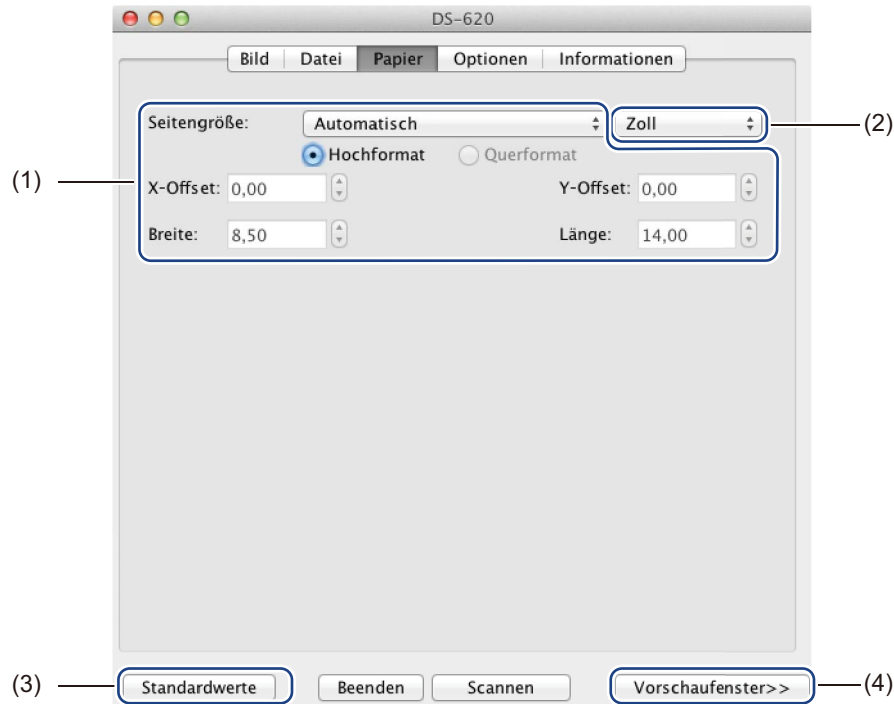 DS-620
Bild Datei Papier Optionen Informationen
Seitengröße: Automatisch Zoll (2)
Hochformat Querformat
(1) X-Offset: 0,00 Y-Offset: 0,00
Breite: 8,50 Länge: 14,00
(3) Standardwerte Beenden Scannen Vorschaufenster>> (4)